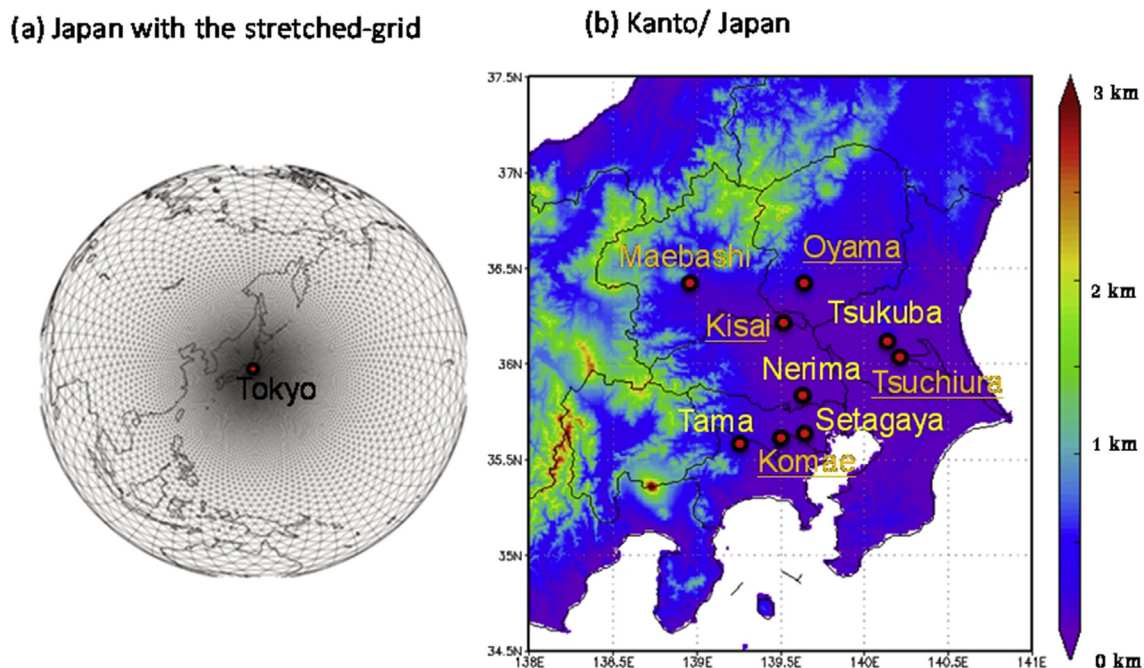 (a) Japan with the stretched-grid
(b) Kanto/ Japan
Tokyo
37.5N
37N
36.5N
36N
35.5N
35N
34.5N
138E
138.5E
139E
139.5E
140E
140.5E
141E
Maebashi
Oyama
Kisai
Tsukuba
Nerima
Tsuchiura
Tama
Setagaya
Komae
3 km
2 km
1 km
0 km